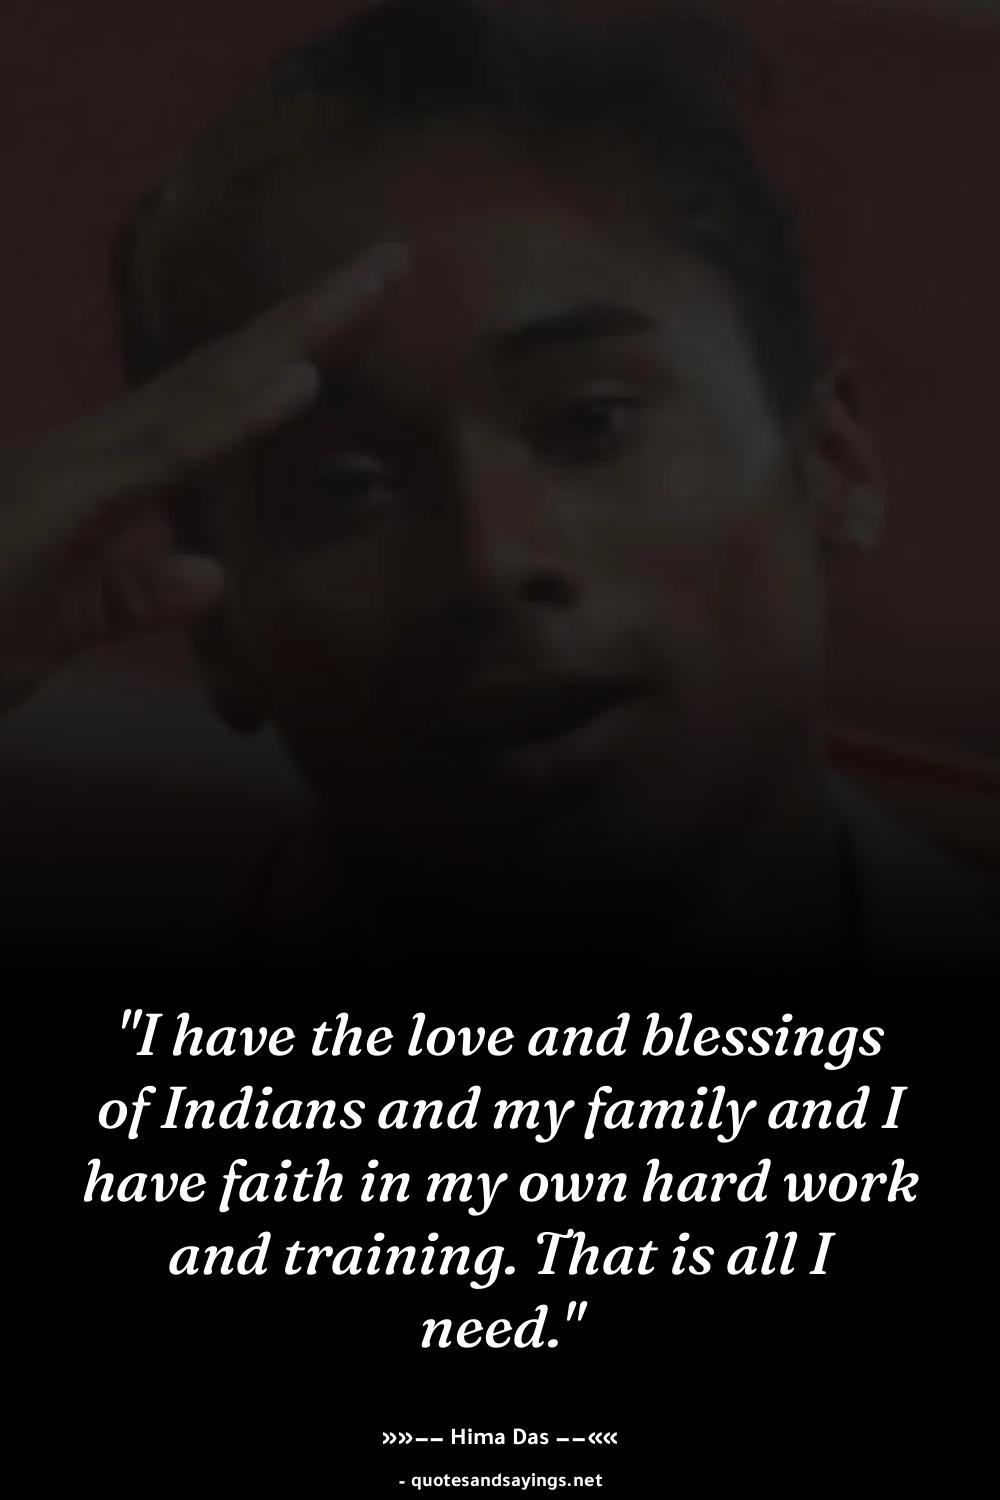 "I have the love and blessings
of Indians and my family and I
have faith in my own hard work
and training. That is all I
need."
»»–– Hima Das ––««
- quotesandsayings.net